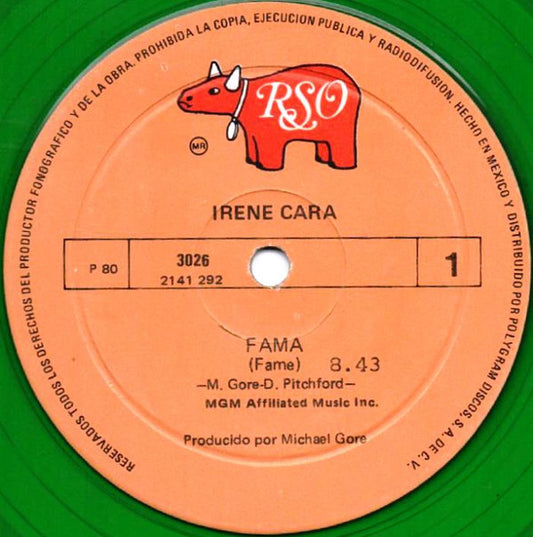 RESERVADOS TODOS LOS DERECHOS DEL PRODUCTOR FONOGRAFICO Y DE LA OBRA. PROHIBIDA LA COPIA, EJECUCION PUBLICA Y RADIODIFUSION. HECHO EN MEXICO Y DISTRIBUIDO POR POLYGRAM DISCOS, S. A. DE C. V.
RSO
MR
IRENE CARA
P 80
3026
2141 292
1
FAMA
(Fame) 8.43
—M. Gore-D. Pitchford—
MGM Affiliated Music Inc.
Producido por Michael Gore